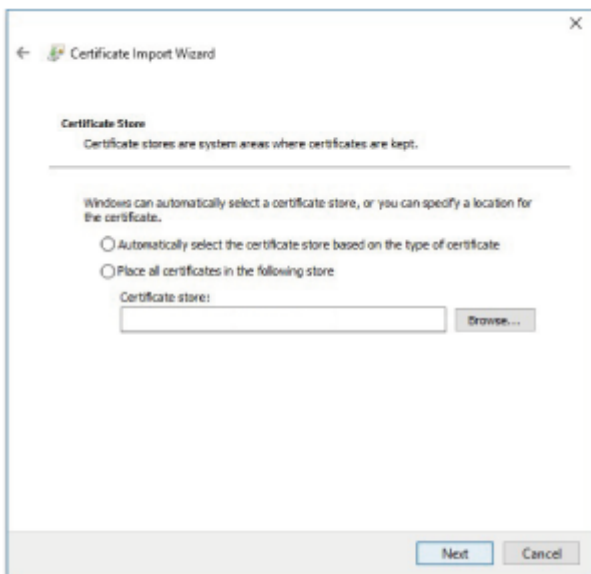 Certificate Import Wizard
Certificate Store
Certificate stores are system areas where certificates are kept.
Windows can automatically select a certificate store, or you can specify a location for
the certificate.
Automatically select the certificate store based on the type of certificate
Place all certificates in the following store
Certificate store:
Browse...
Next
Cancel